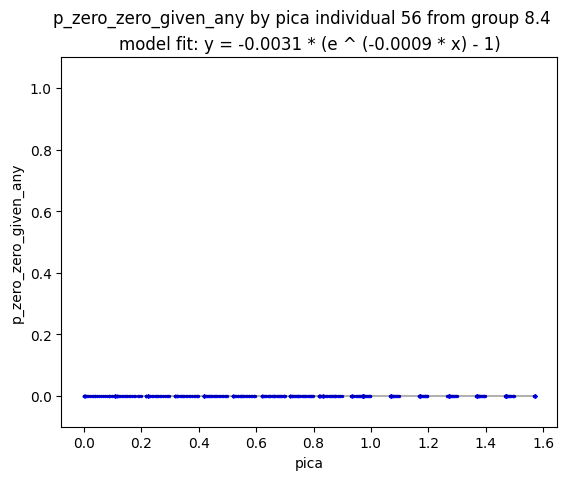 p_zero_zero_given_any by pica individual 56 from group 8.4
model fit: y = -0.0031 * (e ^ (-0.0009 * x) - 1)
1.0
0.8
0.6
0.4
0.2
0.0
p_zero_zero_given_any
0.0 0.2 0.4 0.6 0.8 1.0 1.2 1.4 1.6
pica